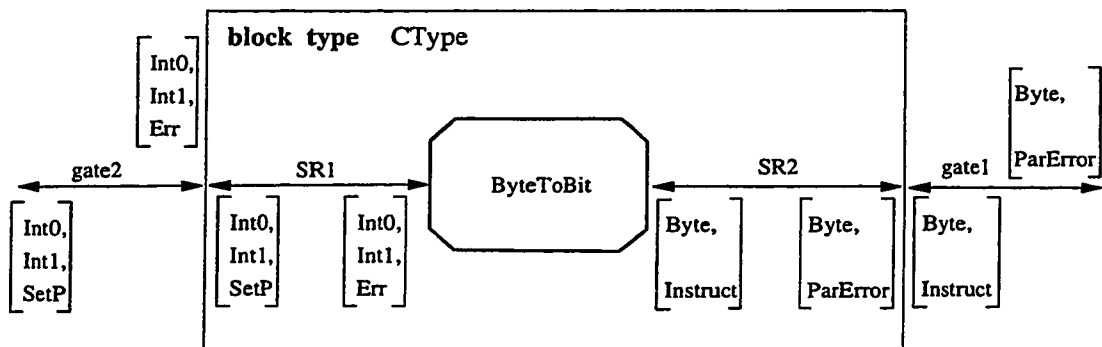 block type CType
Int0,
Int1,
Err
gate2
Int0,
Int1,
SetP
SR1
Int0,
Int1,
SetP
Int0,
Int1,
Err
ByteToBit
SR2
Byte,
Instruct
Byte,
ParError
gate1
Byte,
ParError
Byte,
Instruct